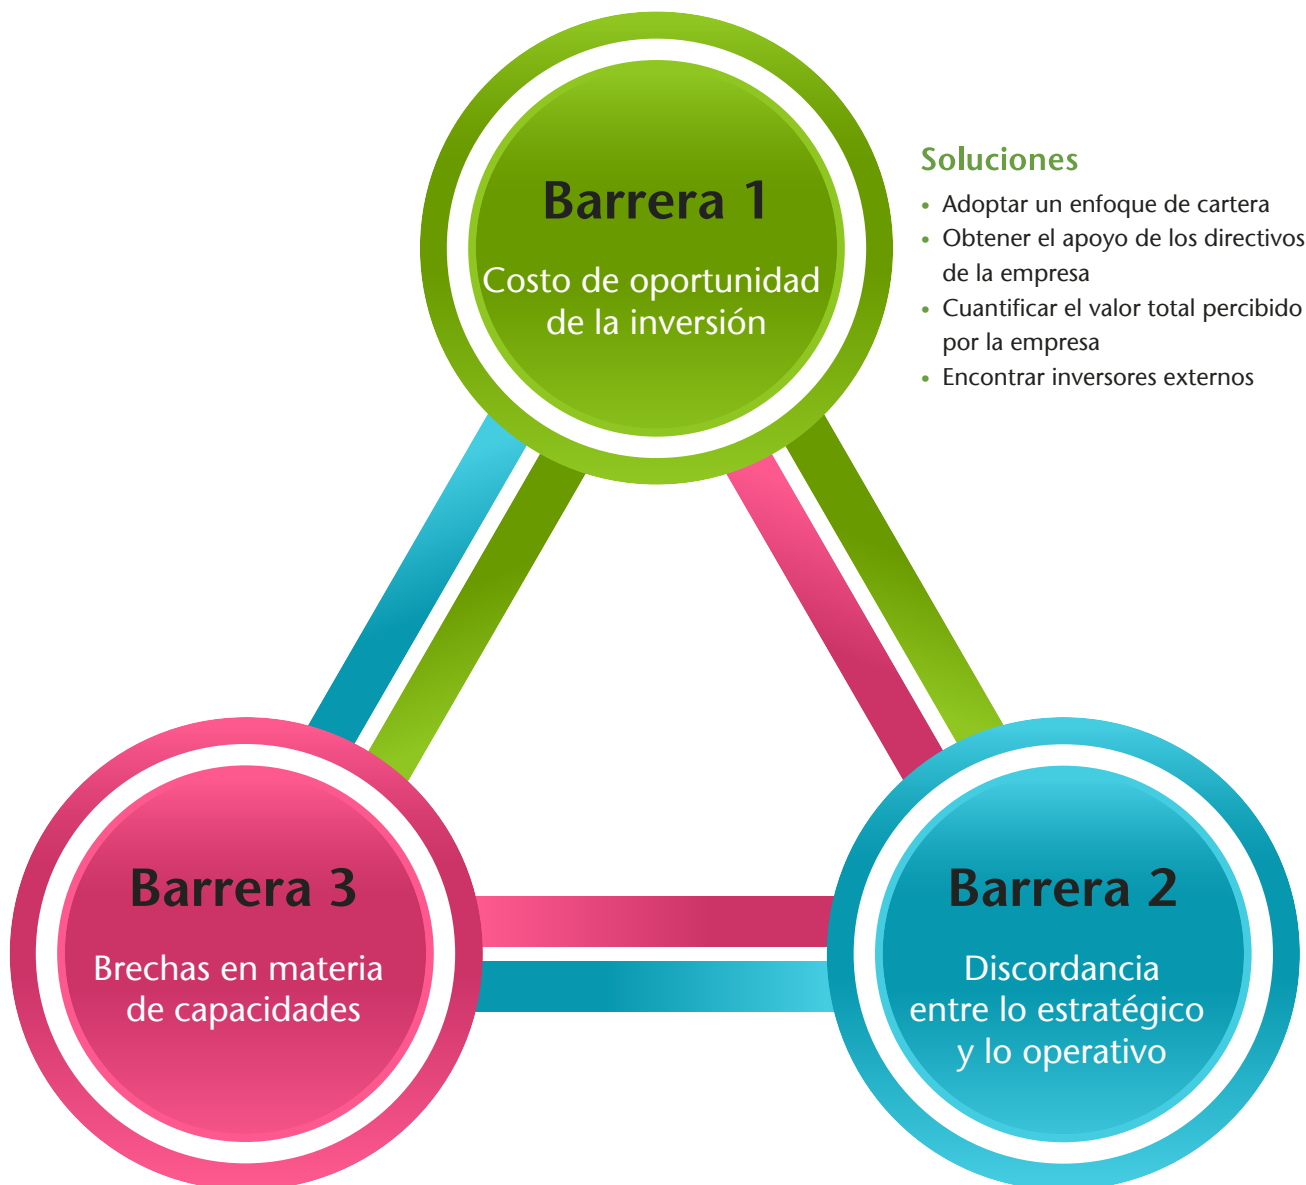 Barrera 1
Costo de oportunidad
de la inversión
Soluciones
• Adoptar un enfoque de cartera
• Obtener el apoyo de los directivos
de la empresa
• Cuantificar el valor total percibido
por la empresa
• Encontrar inversores externos
Barrera 3
Brechas en materia
de capacidades
Barrera 2
Discordancia
entre lo estratégico
y lo operativo